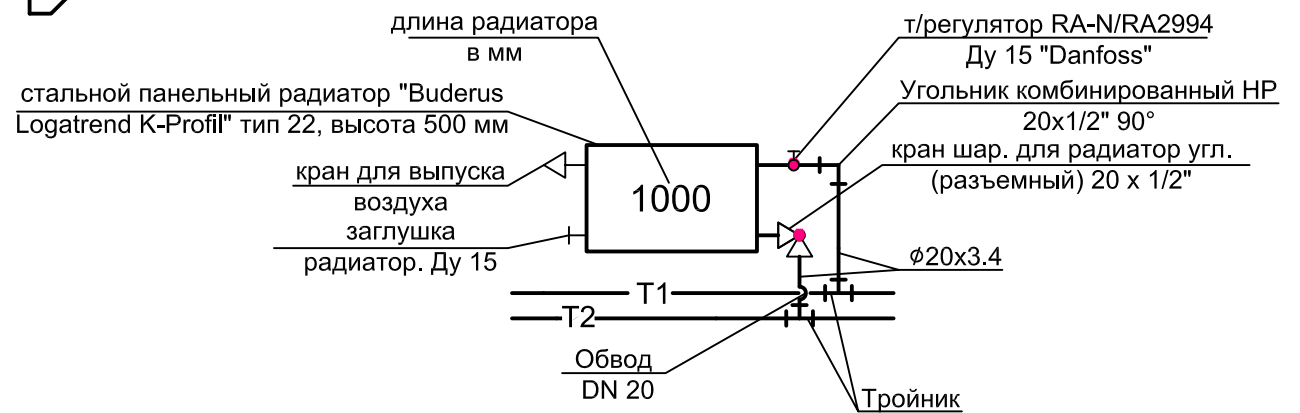 длина радиатора
в мм
т/регулятор RA-N/RA2994
Ду 15 "Danfoss"
стальной панельный радиатор "Buderus
Logatrend K-Profil" тип 22, высота 500 мм
Угольник комбинированный НР
20x1/2" 90°
кран шар. для радиатор угл.
(разъемный) 20 x 1/2"
кран для выпуска
воздуха
1000
заглушка
радиатор. Ду 15
ϕ20x3.4
T1
T2
Обвод
DN 20
Тройник